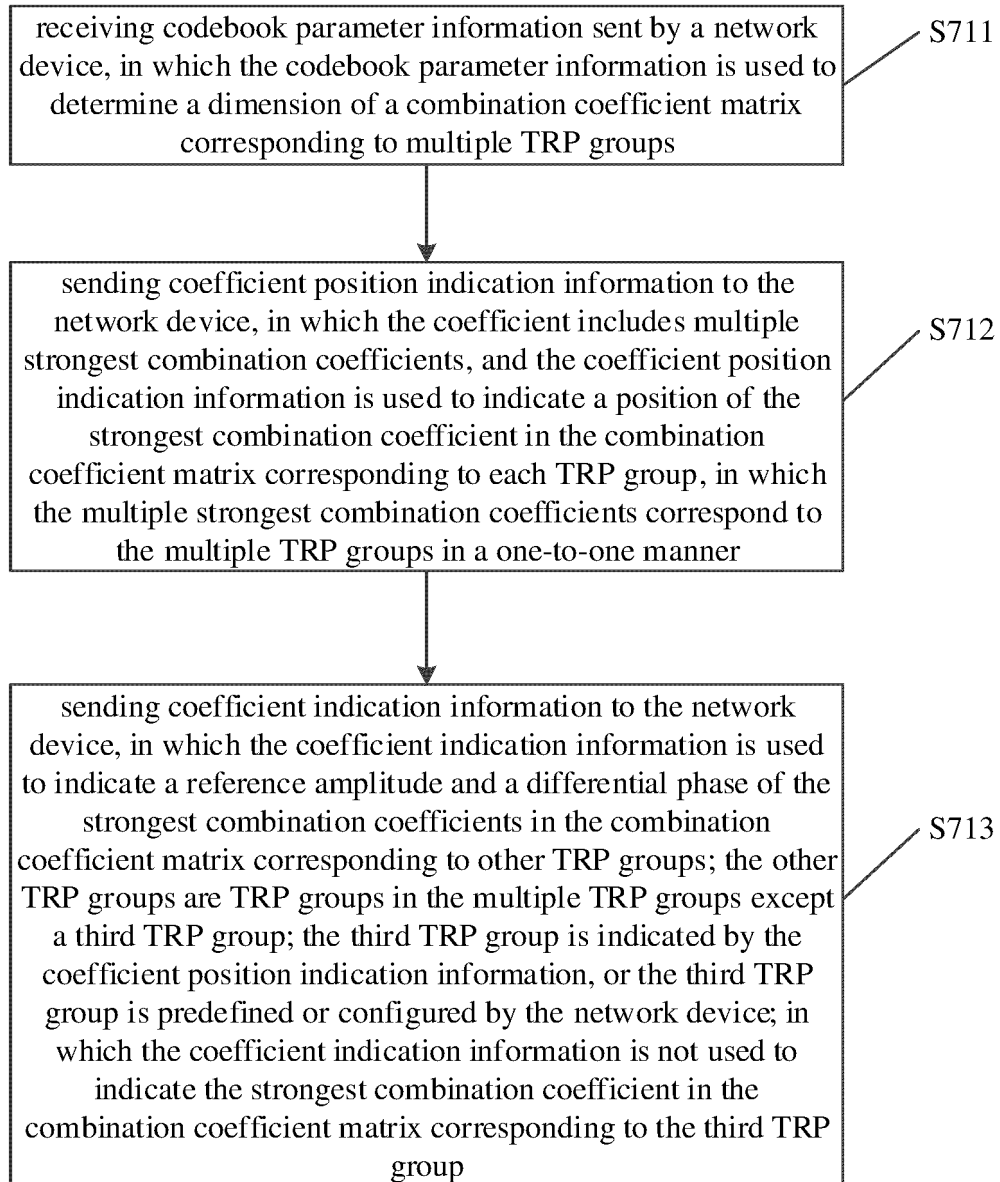 receiving codebook parameter information sent by a network
device, in which the codebook parameter information is used to
determine a dimension of a combination coefficient matrix
corresponding to multiple TRP groups
S711
sending coefficient position indication information to the
network device, in which the coefficient includes multiple
strongest combination coefficients, and the coefficient position
indication information is used to indicate a position of the
strongest combination coefficient in the combination
coefficient matrix corresponding to each TRP group, in which
the multiple strongest combination coefficients correspond to
the multiple TRP groups in a one-to-one manner
S712
sending coefficient indication information to the network
device, in which the coefficient indication information is used
to indicate a reference amplitude and a differential phase of the
strongest combination coefficients in the combination
coefficient matrix corresponding to other TRP groups; the other
TRP groups are TRP groups in the multiple TRP groups except
a third TRP group; the third TRP group is indicated by the
coefficient position indication information, or the third TRP
group is predefined or configured by the network device; in
which the coefficient indication information is not used to
indicate the strongest combination coefficient in the
combination coefficient matrix corresponding to the third TRP
group
S713